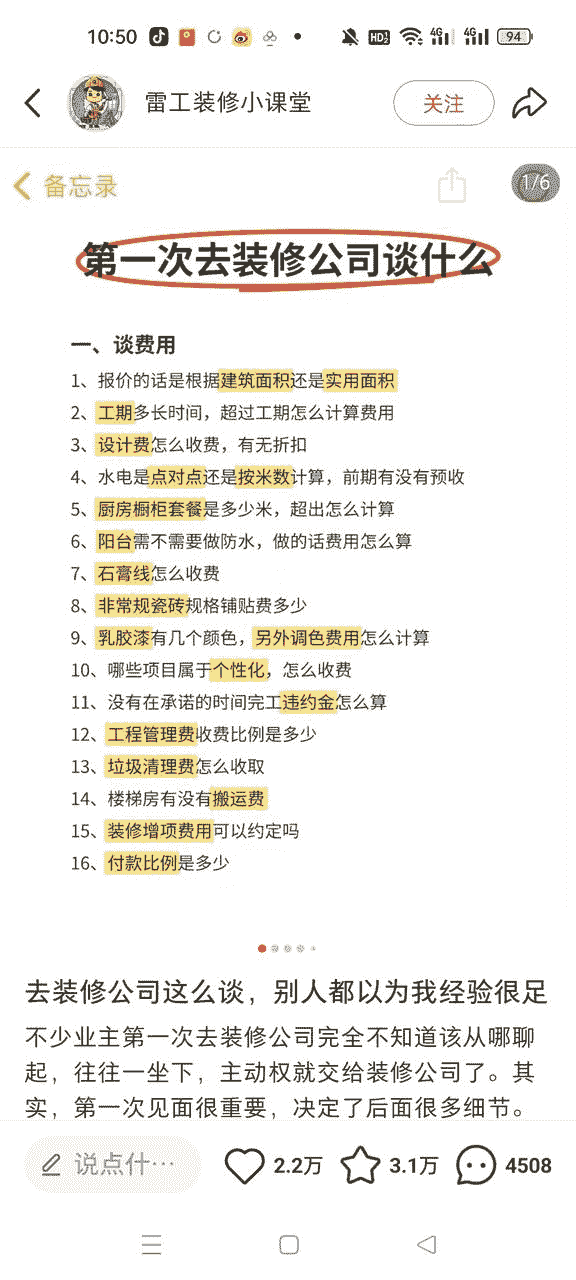 10:50
HD2
4G
4G
94
雷工装修小课堂
关注
备忘录
1/6
第一次去装修公司谈什么
一、谈费用
1、报价的话是根据建筑面积还是实用面积
2、工期多长时间，超过工期怎么计算费用
3、设计费怎么收费，有无折扣
4、水电是点对点还是按米数计算，前期有没有预收
5、厨房橱柜套餐是多少米，超出怎么计算
6、阳台需不需要做防水，做的话费用怎么算
7、石膏线怎么收费
8、非常规瓷砖规格铺贴费多少
9、乳胶漆有几个颜色，另外调色费用怎么计算
10、哪些项目属于个性化，怎么收费
11、没有在承诺的时间完工违约金怎么算
12、工程管理费收费比例是多少
13、垃圾清理费怎么收取
14、楼梯房有没有搬运费
15、装修增项费用可以约定吗
16、付款比例是多少
去装修公司这么谈，别人都以为我经验很足
不少业主第一次去装修公司完全不知道该从哪聊
起，往往一坐下，主动权就交给装修公司了。其
实，第一次见面很重要，决定了后面很多细节。
说点什…
2.2万
3.1万
4508